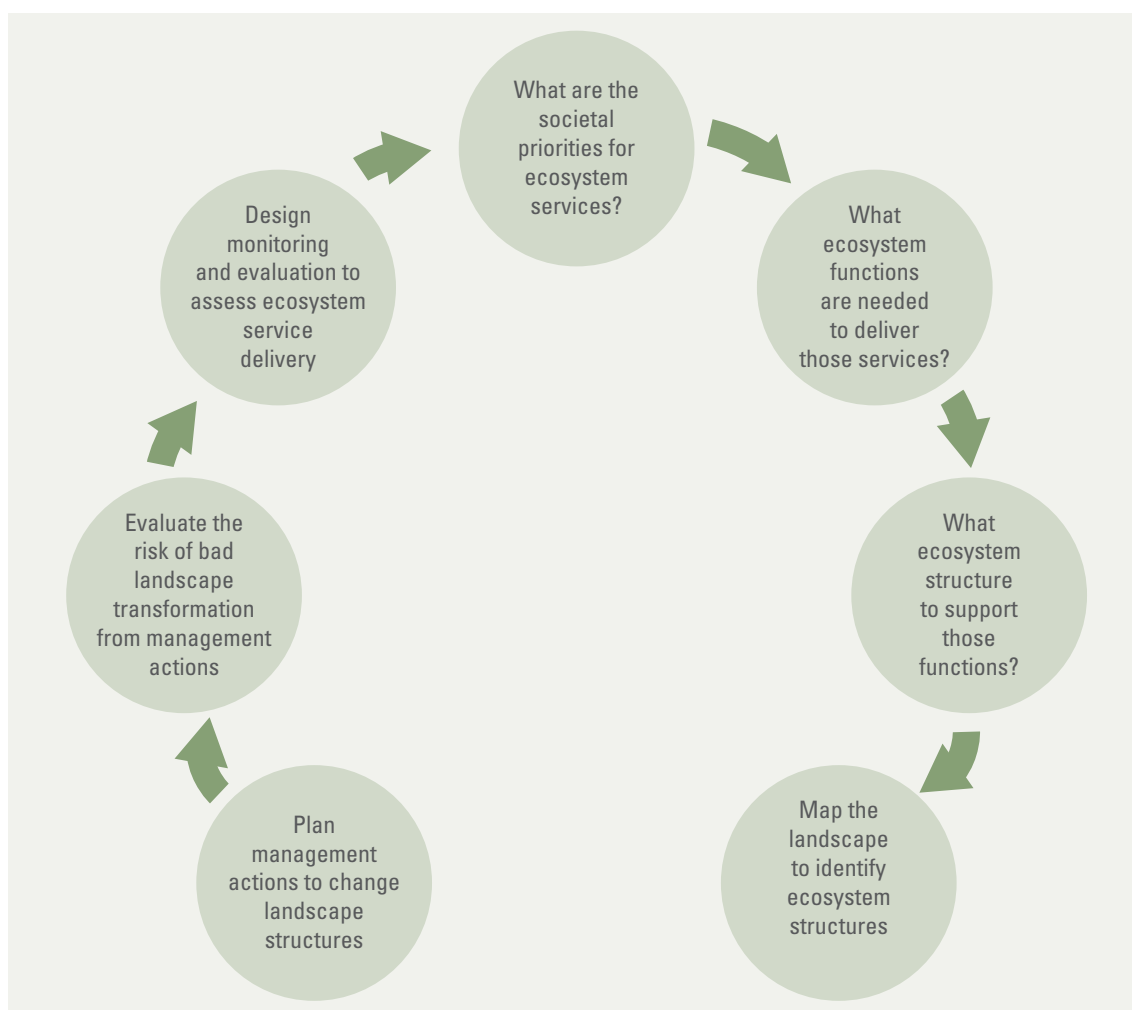 What are the
societal
priorities for
ecosystem
services?
What
ecosystem
functions
are needed
to deliver
those services?
What
ecosystem
structure
to support
those
functions?
Map the
landscape
to identify
ecosystem
structures
Plan
management
actions to change
landscape
structures
Evaluate the
risk of bad
landscape
transformation
from management
actions
Design
monitoring
and evaluation to
assess ecosystem
service
delivery